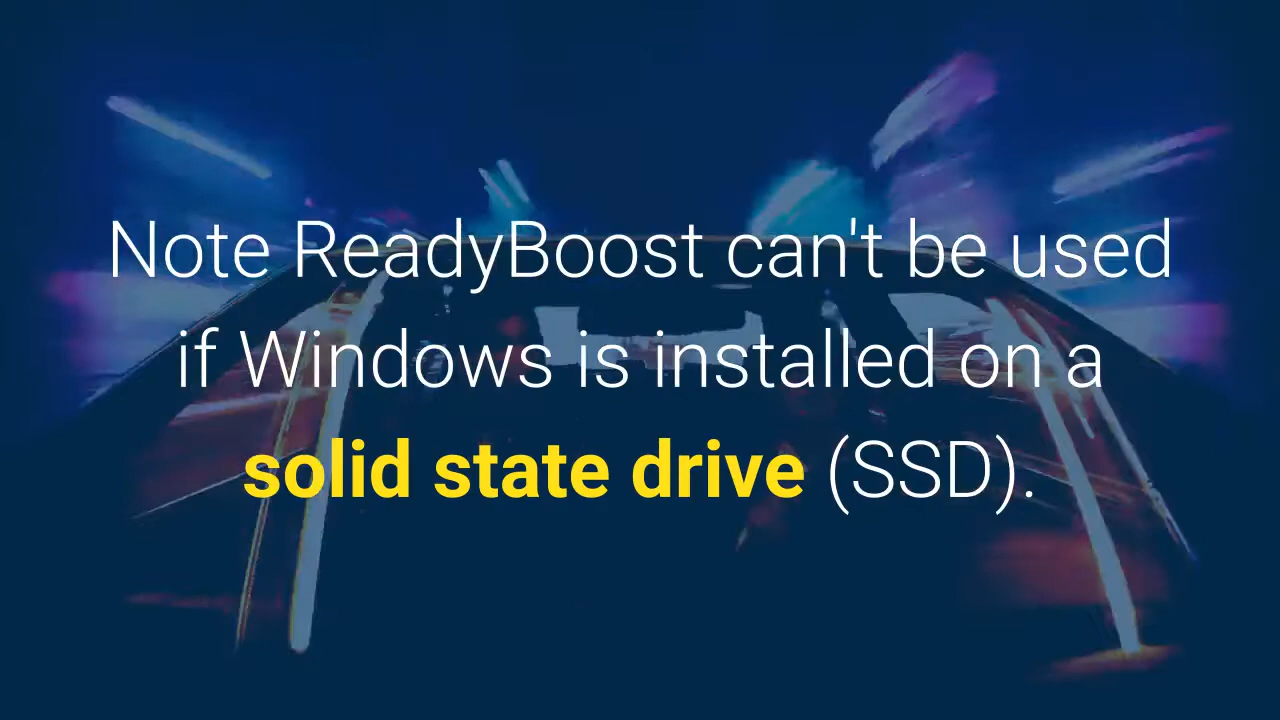 Note ReadyBoost can't be used
if Windows is installed on a
solid state drive (SSD).